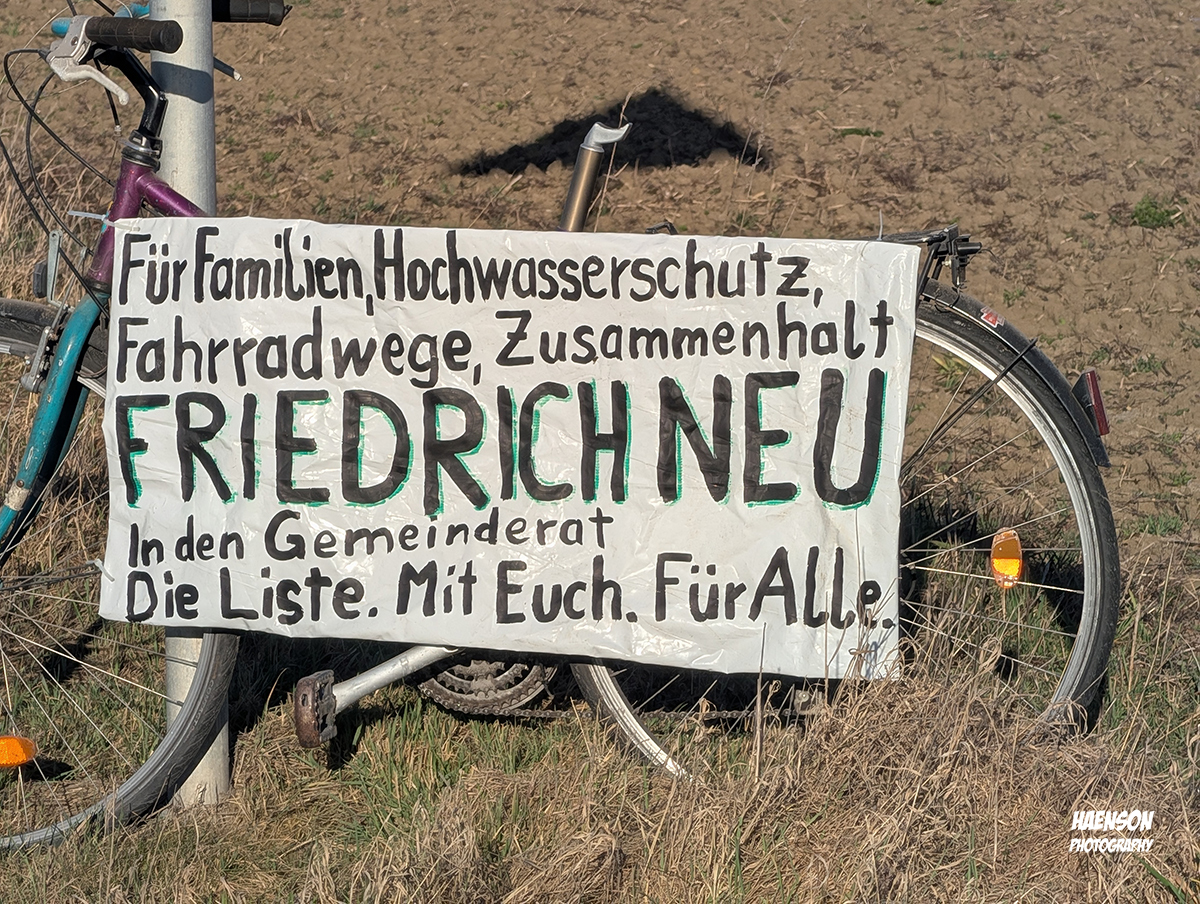 Für Familien, Hochwasserschutz,
Fahrradwege, Zusammenhalt
FRIEDRICH NEU
In den Gemeinderat
Die Liste. Mit Euch. Für Alle.
HAENSON
PHOTOGRAPHY